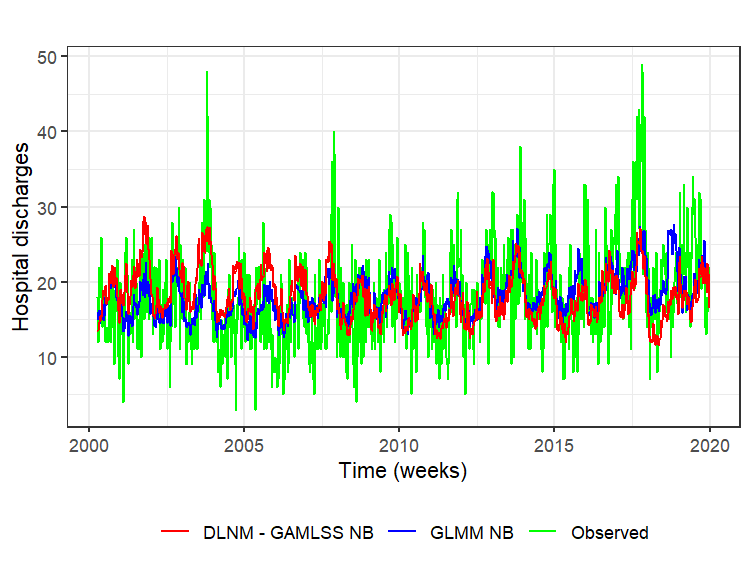 50
40
30
20
10
Hospital discharges
2000
2005
2010
2015
2020
Time (weeks)
DLNM - GAMLSS NB
GLMM NB
Observed